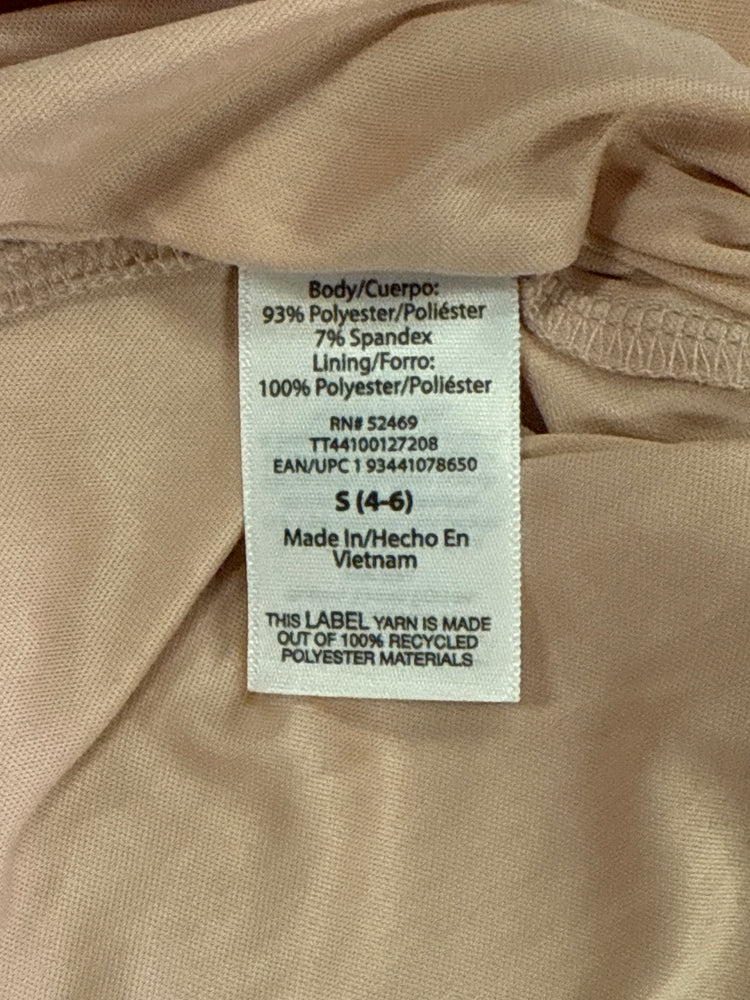 Body/Cuerpo:
93% Polyester/Poliéster
7% Spandex
Lining/Forro:
100% Polyester/Poliéster
RN# 52469
TT44100127208
EAN/UPC 1 93441078650
S (4-6)
Made In/Hecho En
Vietnam
THIS LABEL YARN IS MADE
OUT OF 100% RECYCLED
POLYESTER MATERIALS